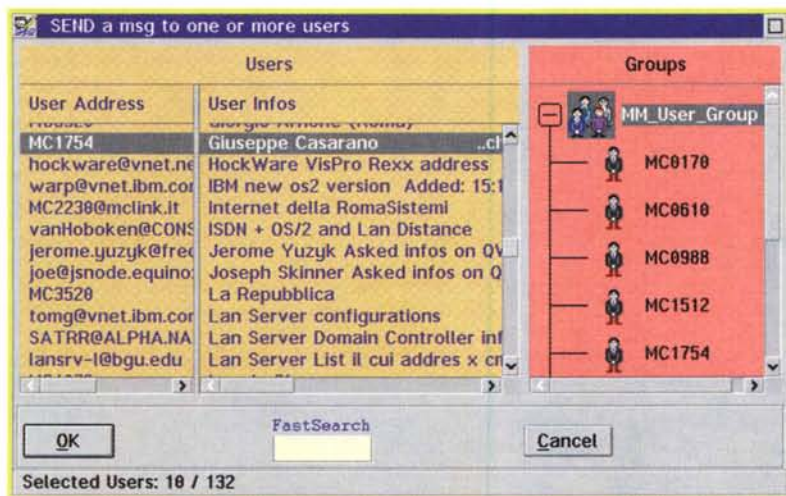 SEND a msg to one or more users
Users
User Address
User Infos
MC1754
Giuseppe Casarano ..ch
hockware@vnet.ne
HockWare VisPro Rexx address
warp@vnet.ibm.cor
IBM new os2 version Added: 15:1
MC2238@mclink.it
Internet della RomaSistemi
vanHoboken@CONS
ISDN + OS/2 and Lan Distance
jerome.yuzyk@fred
Jerome Yuzyk Asked infos on QV
joe@jsnode.equino
Joseph Skinner Asked infos on Q
MC3520
La Repubblica
tomg@vnet.ibm.cor
Lan Server configurations
SATRR@ALPHA.NA
Lan Server Domain Controller inf
lansrv-l@bgu.edu
Lan Server List il cui addres x cr
Groups
MM_User_Group
MC0170
MC0610
MC0988
MC1512
MC1754
OK
FastSearch
Cancel
Selected Users: 10 / 132